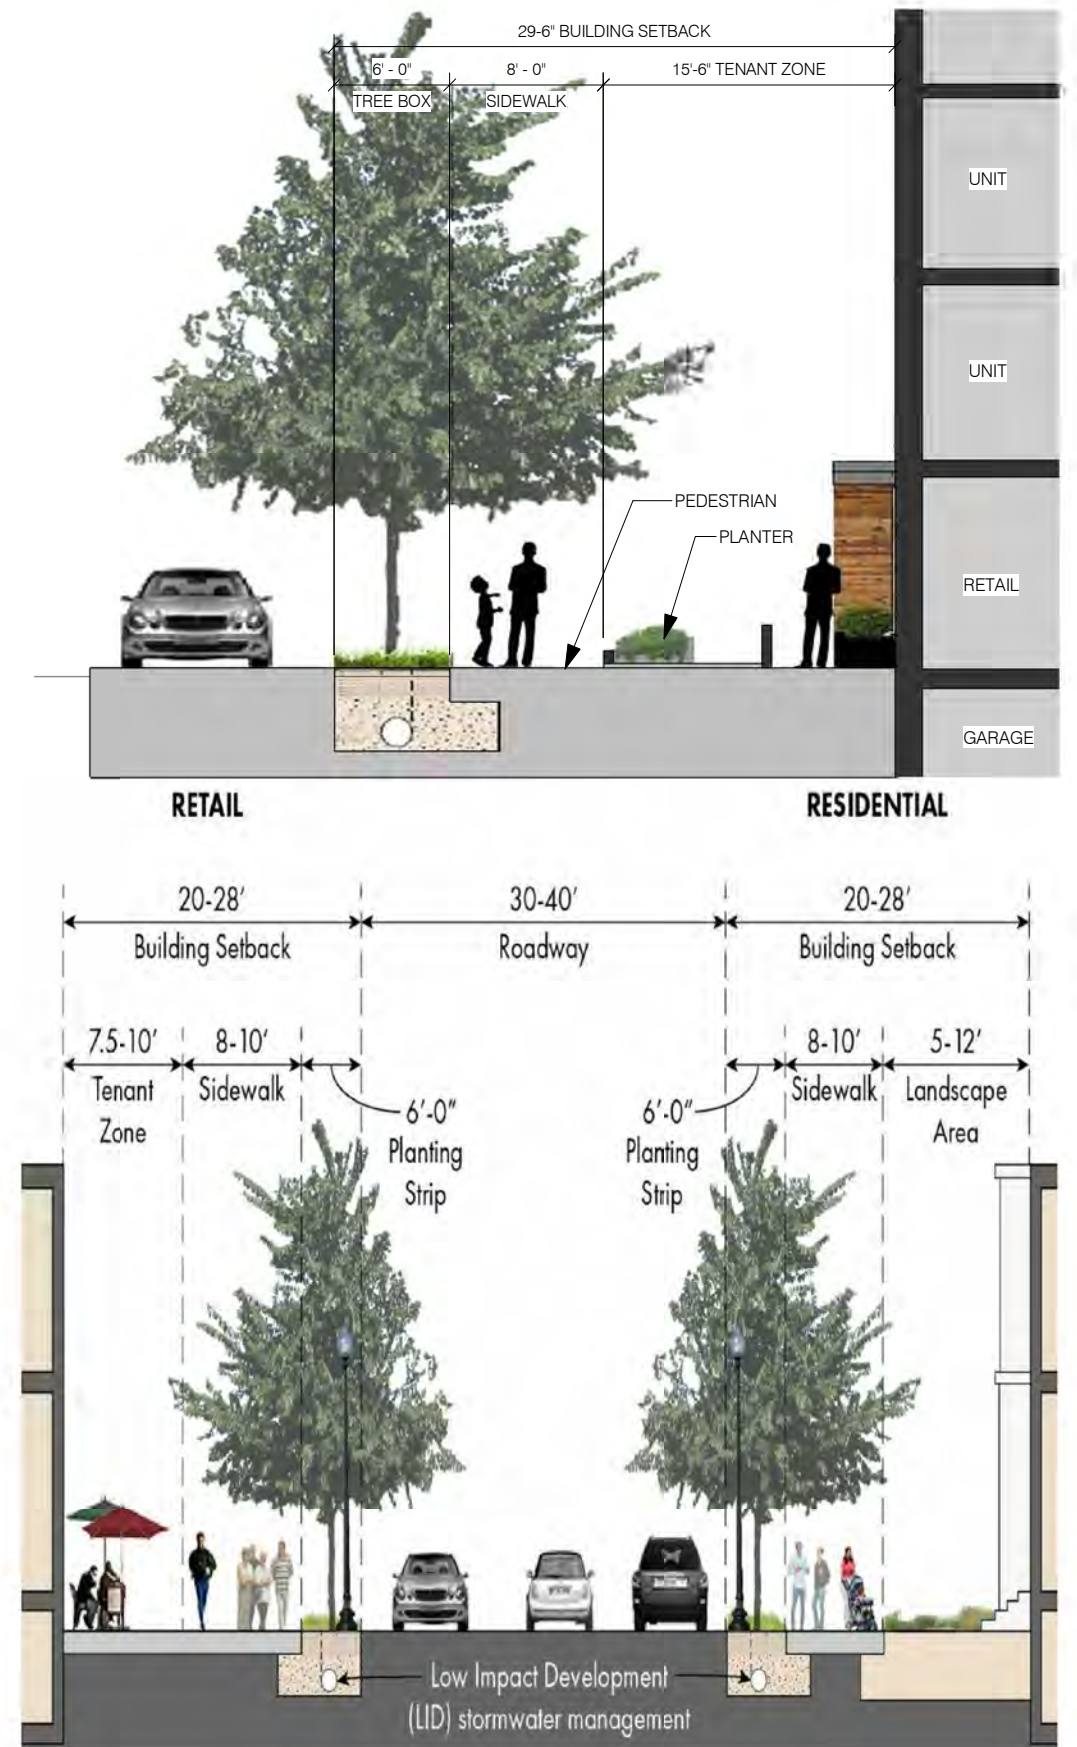 29-6" BUILDING SETBACK
6' - 0"
8' - 0"
15'-6" TENANT ZONE
TREE BOX
SIDEWALK
UNIT
UNIT
PEDESTRIAN
PLANTER
RETAIL
GARAGE
RETAIL
RESIDENTIAL
20-28'
30-40'
20-28'
Building Setback
Roadway
Building Setback
7.5-10'
8-10'
8-10'
5-12'
Tenant
Zone
Sidewalk
6'-0"
Planting
Strip
6'-0"
Planting
Strip
Sidewalk
Landscape
Area
Low Impact Development
(LID) stormwater management